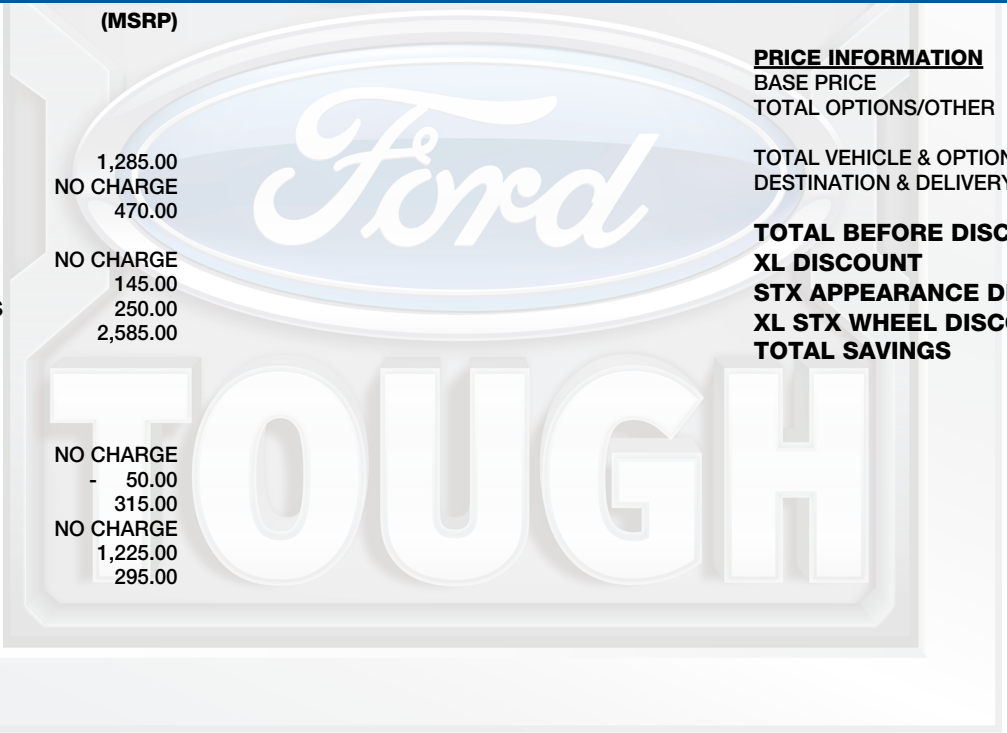 (MSRP)
1,285.00
NO CHARGE
470.00
NO CHARGE
145.00
250.00
2,585.00
NO CHARGE
- 50.00
315.00
NO CHARGE
1,225.00
295.00
Ford
TOUGH
PRICE INFORMATION
BASE PRICE
TOTAL OPTIONS/OTHER
TOTAL VEHICLE & OPTION
DESTINATION & DELIVERY
TOTAL BEFORE DISC
XL DISCOUNT
STX APPEARANCE D
XL STX WHEEL DISC
TOTAL SAVINGS